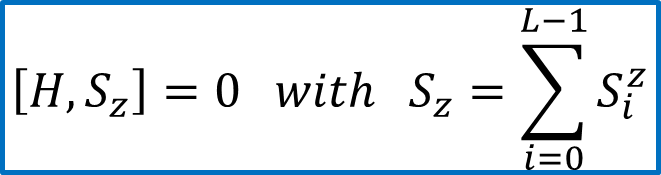 [H, S_z] = 0 with S_z = \sum_{i=0}^{L-1} S_i^z